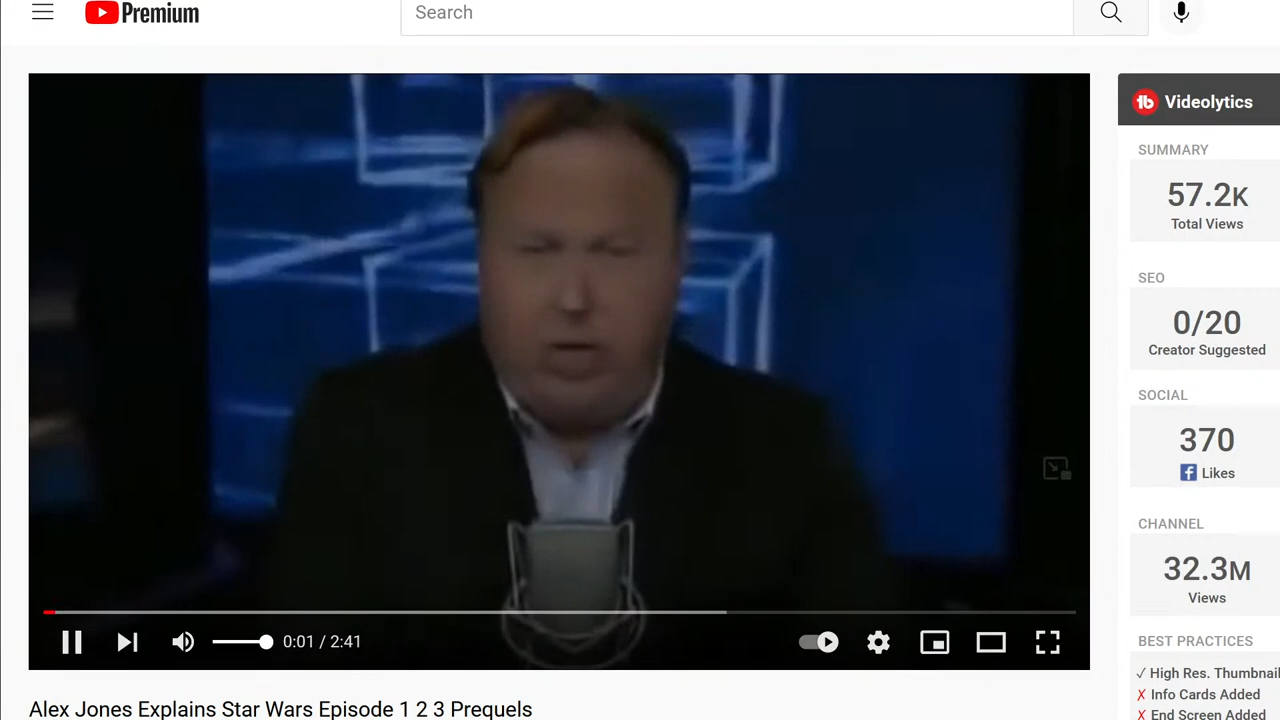 Premium
Search
0:01 / 2:41
Alex Jones Explains Star Wars Episode 1 2 3 Prequels
tb Videolytics
SUMMARY
57.2K
Total Views
SEO
0/20
Creator Suggested
SOCIAL
370
f Likes
CHANNEL
32.3M
Views
BEST PRACTICES
✓ High Res. Thumbnail
✗ Info Cards Added
✗ End Screen Added